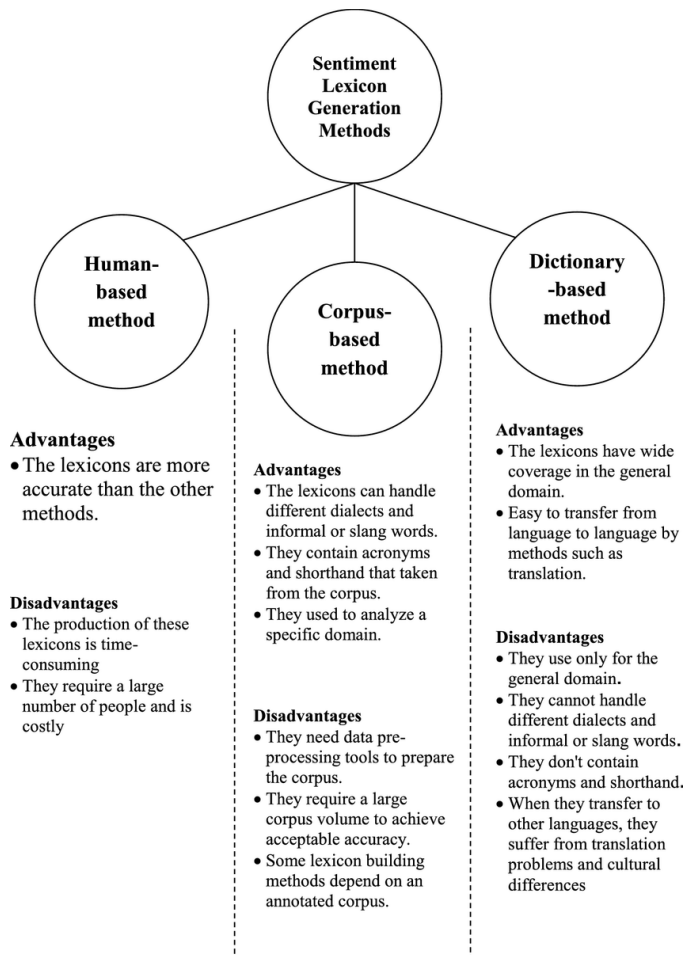 Sentiment
Lexicon
Generation
Methods
Human-
based
method
Corpus-
based
method
Dictionary
-based
method
Advantages
• The lexicons are more
accurate than the other
methods.
Disadvantages
• The production of these
lexicons is time-
consuming
• They require a large
number of people and is
costly
Advantages
• The lexicons can handle
different dialects and
informal or slang words.
• They contain acronyms
and shorthand that taken
from the corpus.
• They used to analyze a
specific domain.
Disadvantages
• They need data pre-
processing tools to prepare
the corpus.
• They require a large
corpus volume to achieve
acceptable accuracy.
• Some lexicon building
methods depend on an
annotated corpus.
Advantages
• The lexicons have wide
coverage in the general
domain.
• Easy to transfer from
language to language by
methods such as
translation.
Disadvantages
• They use only for the
general domain.
• They cannot handle
different dialects and
informal or slang words.
• They don't contain
acronyms and shorthand.
• When they transfer to
other languages, they
suffer from translation
problems and cultural
differences